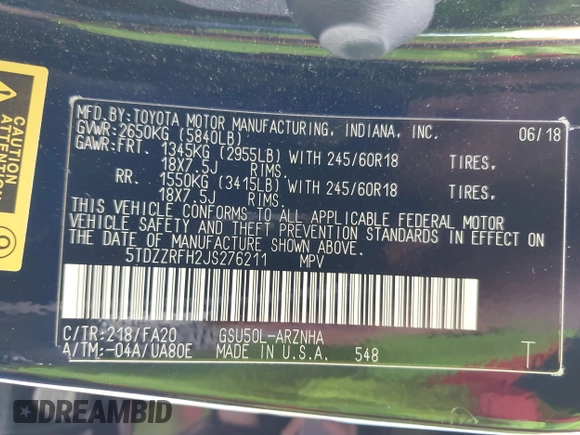 CAUTION
ATTENTION
MFD.BY:TOYOTA MOTOR MANUFACTURING, INDIANA, INC. 06/18
GVWR:2650KG (5840LB)
GAWR:FRT. 1345KG (2955LB) WITH 245/60R18 TIRES,
18X7.5J RIMS.
RR. 1550KG (3415LB) WITH 245/60R18 TIRES,
18X7.5J RIMS.
THIS VEHICLE CONFORMS TO ALL APPLICABLE FEDERAL MOTOR
VEHICLE SAFETY AND THEFT PREVENTION STANDARDS IN EFFECT ON
THE DATE OF MANUFACTURE SHOWN ABOVE.
5TDZZRFH2JS276211 MPV
C/TR:218/FA20 GSU50L-ARZNHA
A/TM:-04A/UA80E MADE IN U.S.A. 548 T
DREAMBID